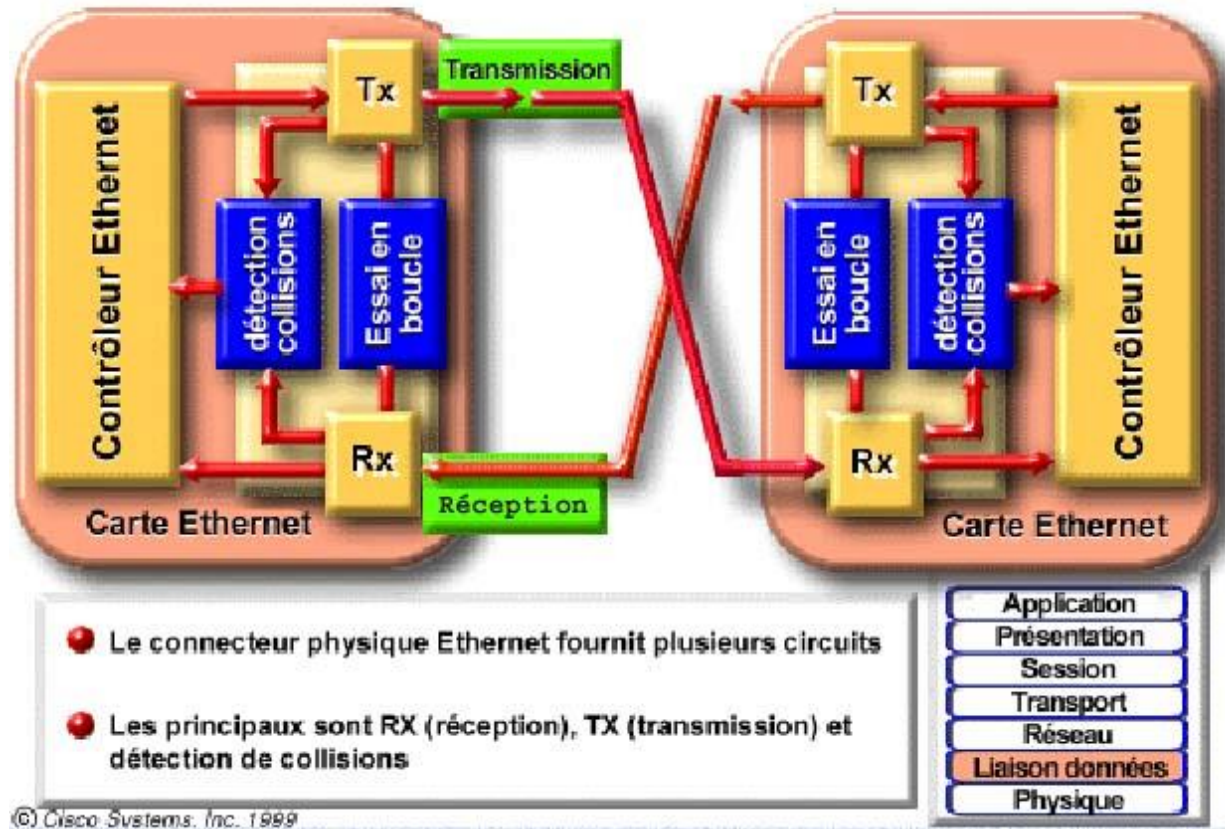 Contrôleur Ethernet
Tx
Transmission
détection
collisions
Essai en
boucle
Rx
Réception
Carte Ethernet
Tx
Essai en
boucle
détection
collisions
Rx
Contrôleur Ethernet
Carte Ethernet
Le connecteur physique Ethernet fournit plusieurs circuits
Les principaux sont RX (réception), TX (transmission) et
détection de collisions
Application
Présentation
Session
Transport
Réseau
Liaison données
Physique
(C) Cisco Systems, Inc. 1999